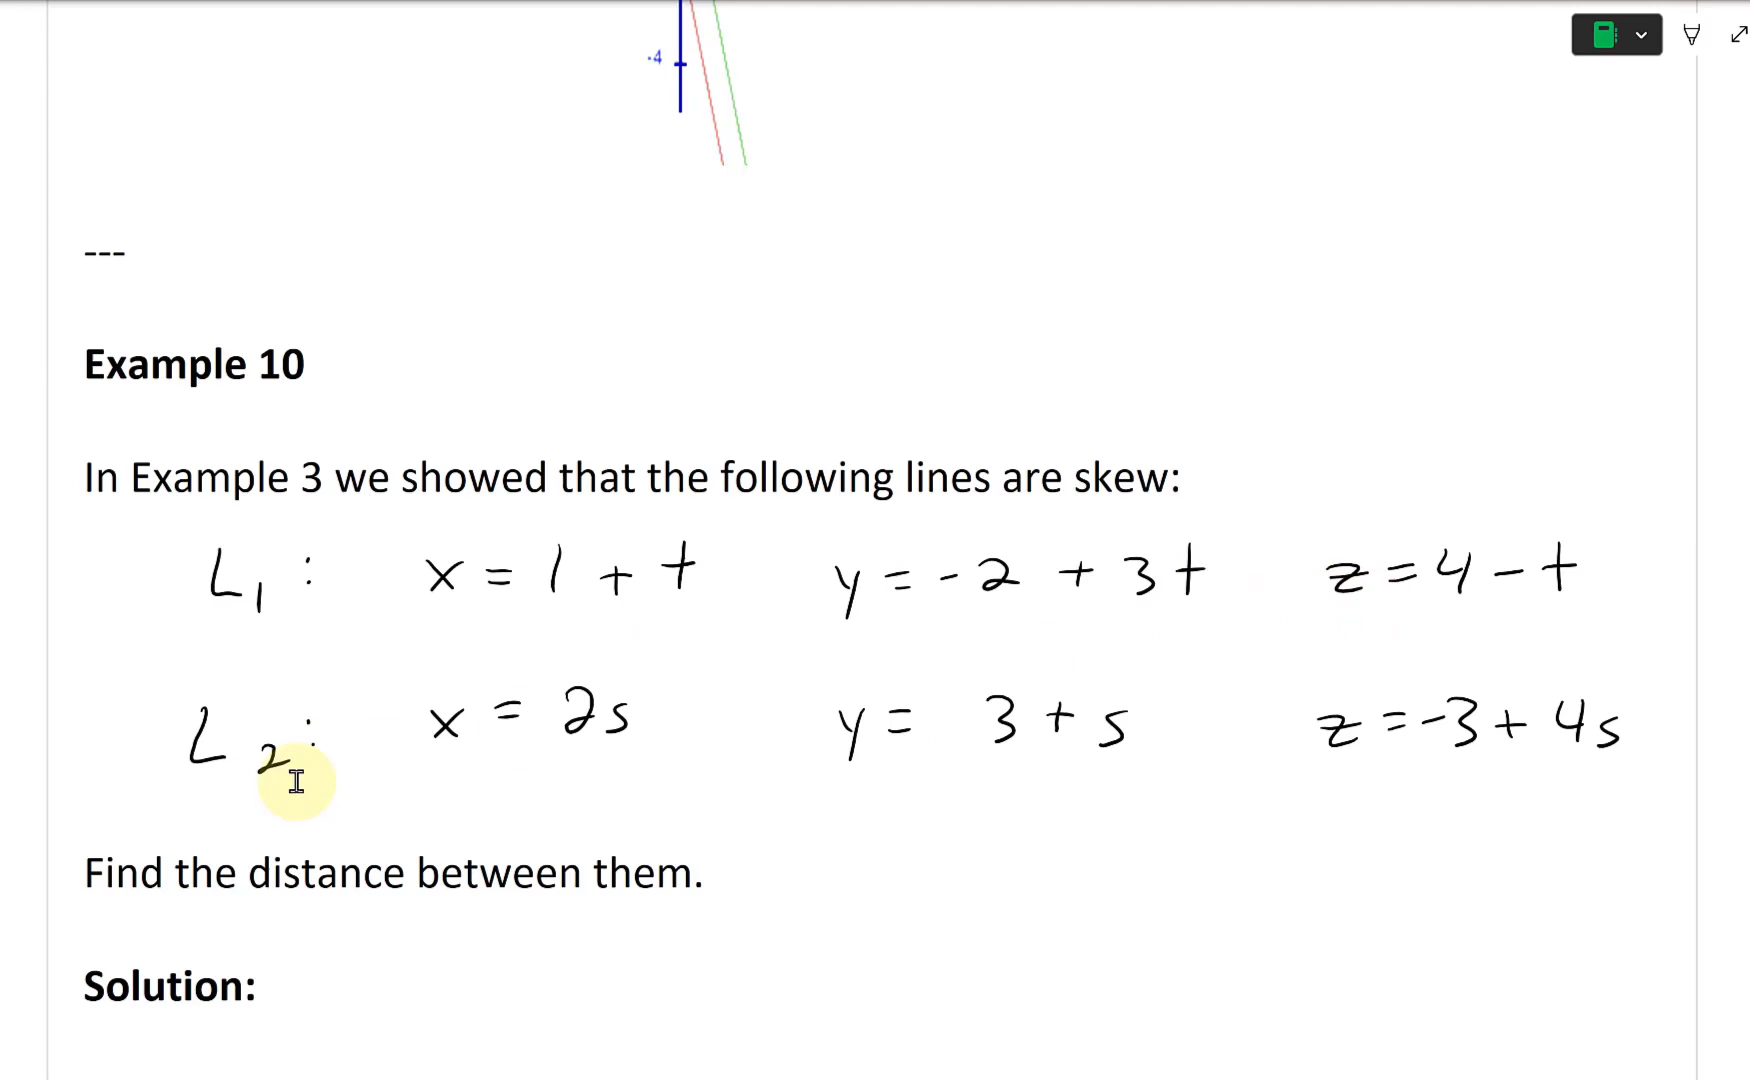 -4
---
Example 10
In Example 3 we showed that the following lines are skew:
L₁ : x = 1 + t y = -2 + 3t z = 4 - t
L₂ : x = 2s y = 3 + s z = -3 + 4s
Find the distance between them.
Solution: